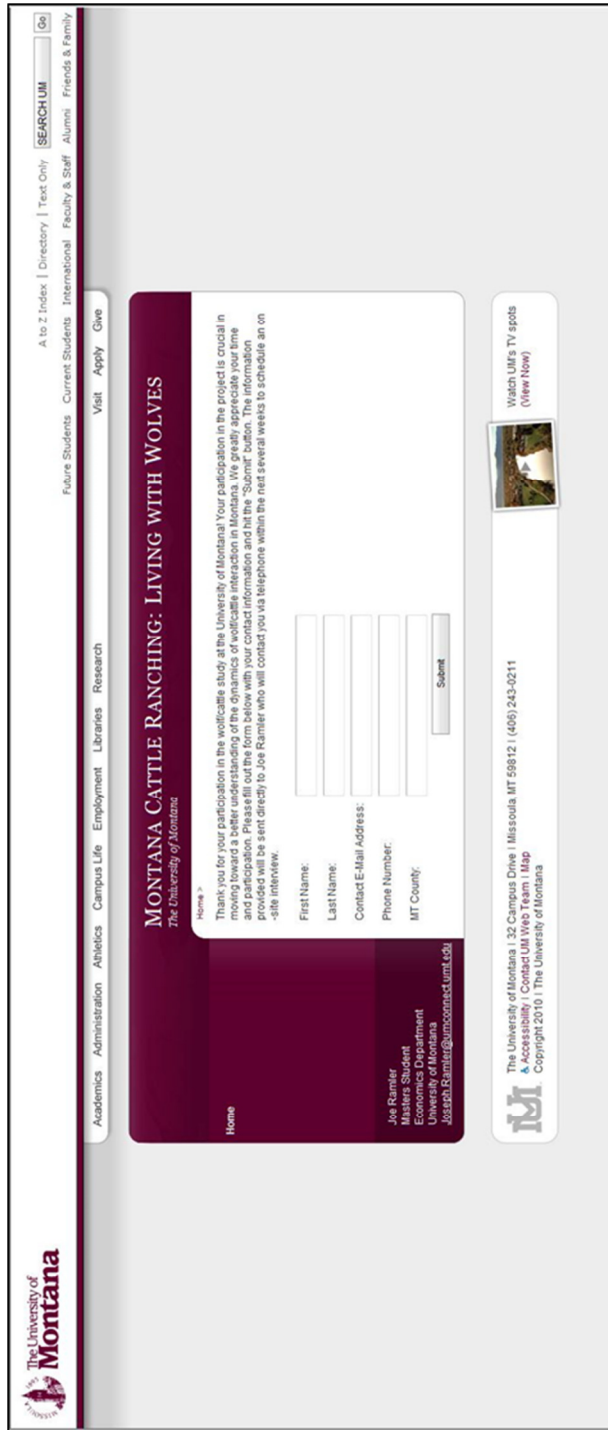 The University of
Montana
MISSOULA 1893
A to Z Index | Directory | Text Only SEARCH UM Go
Future Students Current Students International Faculty & Staff Alumni Friends & Family
Academics Administration Athletics Campus Life Employment Libraries Research Visit Apply Give
MONTANA CATTLE RANCHING: LIVING WITH WOLVES
The University of Montana
Home
Home >
Thank you for your participation in the wolf/cattle study at the University of Montana! Your participation in the project is crucial in
moving toward a better understanding of the dynamics of wolf/cattle interaction in Montana. We greatly appreciate your time
and participation. Please fill out the form below with your contact information and hit the "Submit" button. The information
provided will be sent directly to Joe Ramler who will contact you via telephone within the next several weeks to schedule an on
-site interview.
First Name:
Last Name:
Contact E-Mail Address:
Phone Number:
MT County:
Submit
Joe Ramler
Masters Student
Economics Department
University of Montana
Joseph.Ramler@umconnect.umt.edu
UM
The University of Montana | 32 Campus Drive | Missoula, MT 59812 | (406) 243-0211
& Accessibility | Contact UM Web Team | Map
Copyright 2010 | The University of Montana
Watch UM's TV spots
(View Now)